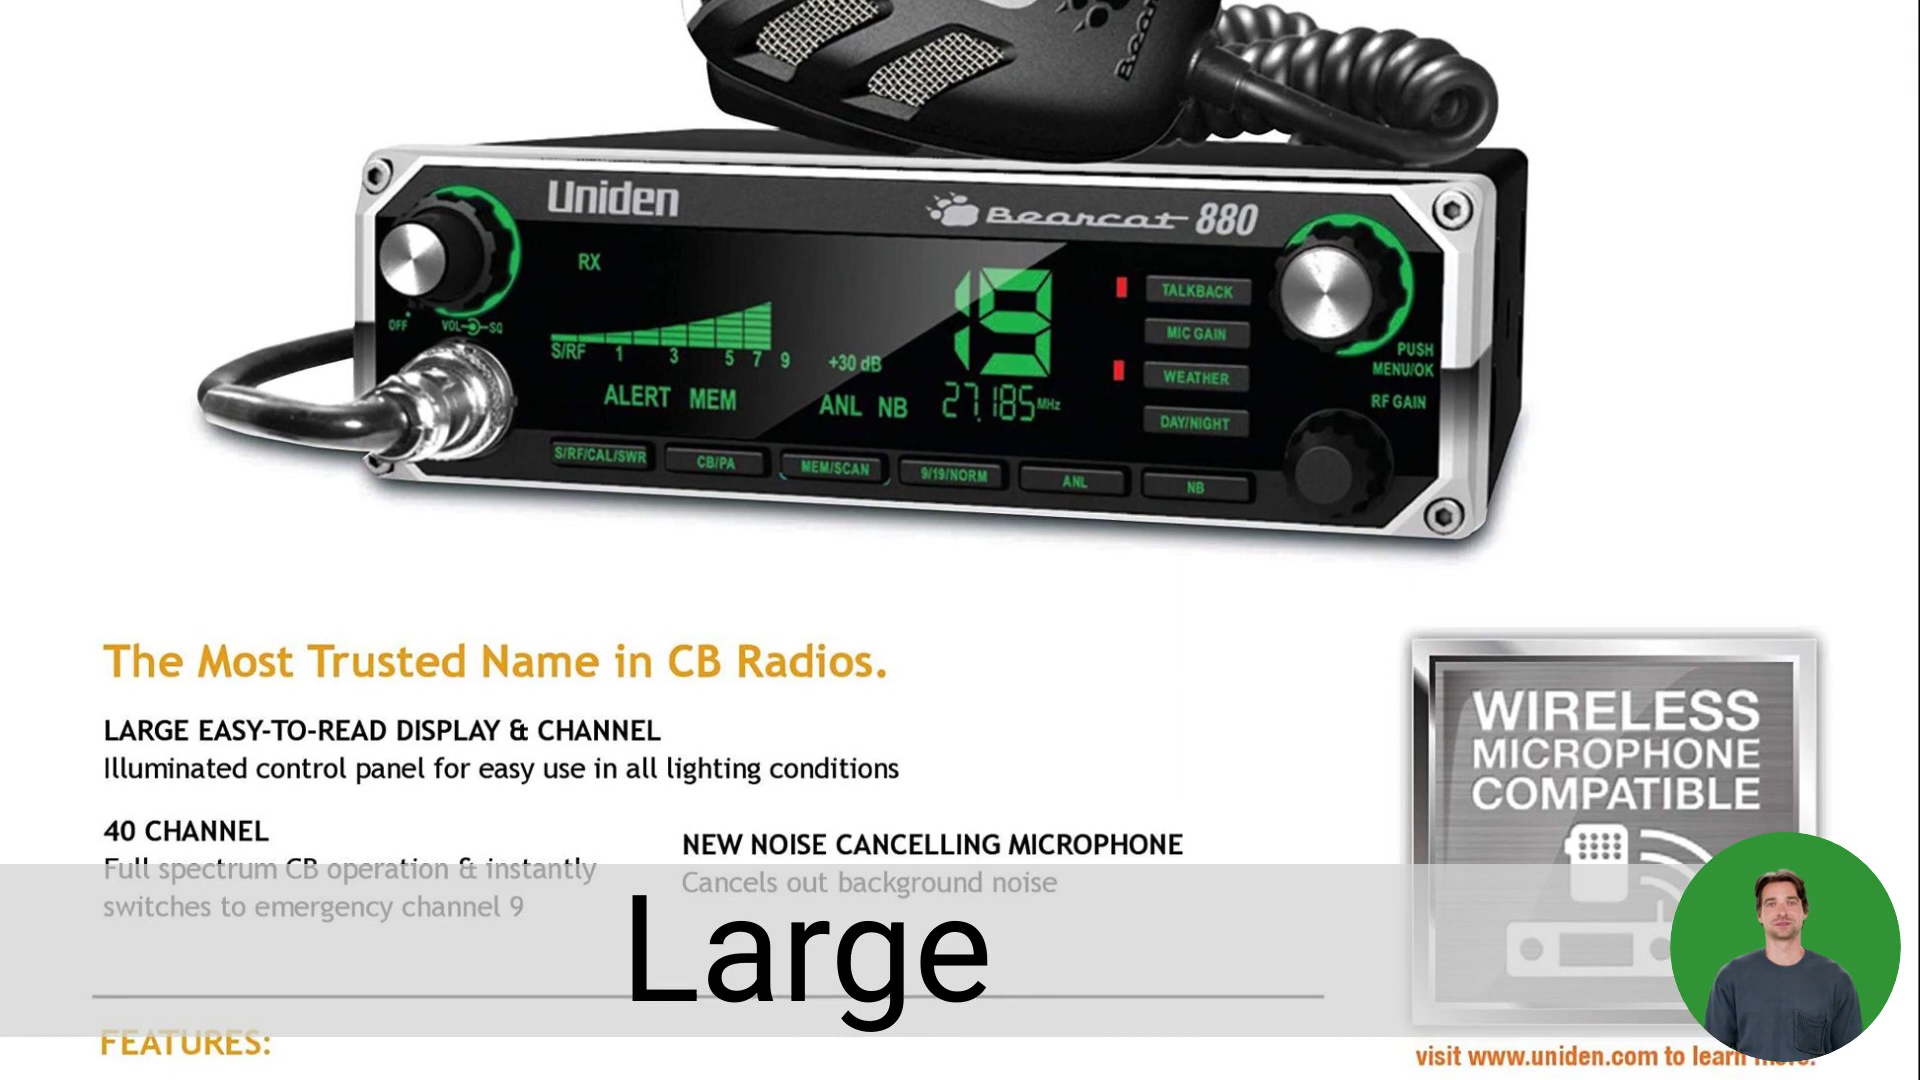 Bear
Uniden
Bearcat 880
RX
19
TALKBACK
OFF VOL SQ
MIC GAIN
S/RF 1 3 5 7 9 +30 dB
PUSH
MENU/OK
WEATHER
ALERT MEM ANL NB 27.185 MHz
RF GAIN
DAY/NIGHT
S/RF/CAL/SWR CB/PA MEM/SCAN 9/19/NORM ANL NB
The Most Trusted Name in CB Radios.
LARGE EASY-TO-READ DISPLAY & CHANNEL
Illuminated control panel for easy use in all lighting conditions
40 CHANNEL
Full spectrum CB operation & instantly
switches to emergency channel 9
NEW NOISE CANCELLING MICROPHONE
Cancels out background noise
WIRELESS
MICROPHONE
COMPATIBLE
Large
FEATURES:
visit www.uniden.com to learn more.